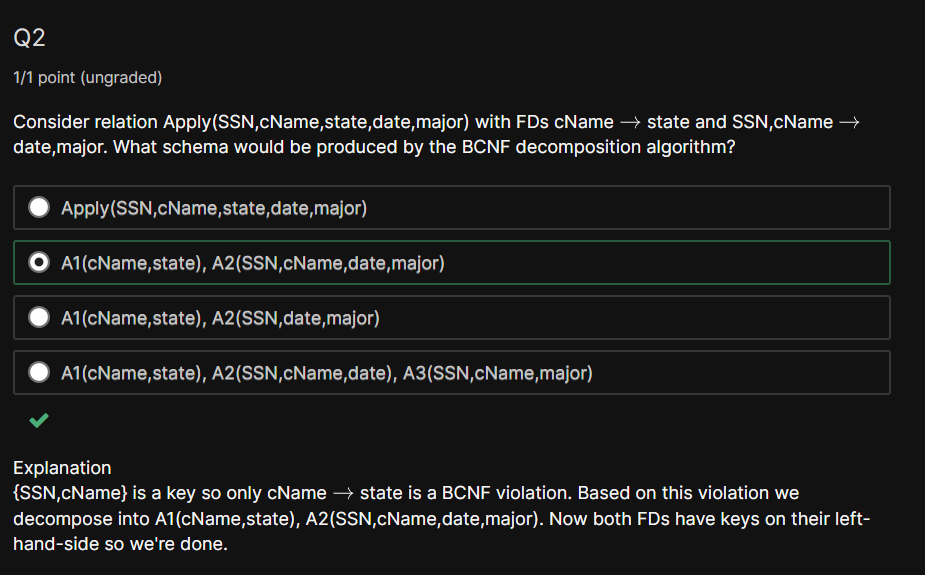 Q2
1/1 point (ungraded)
Consider relation Apply(SSN,cName,state,date,major) with FDs cName → state and SSN,cName →
date,major. What schema would be produced by the BCNF decomposition algorithm?
Apply(SSN,cName,state,date,major)
A1(cName,state), A2(SSN,cName,date,major)
A1(cName,state), A2(SSN,date,major)
A1(cName,state), A2(SSN,cName,date), A3(SSN,cName,major)
Explanation
{SSN,cName} is a key so only cName → state is a BCNF violation. Based on this violation we
decompose into A1(cName,state), A2(SSN,cName,date,major). Now both FDs have keys on their left-
hand-side so we're done.